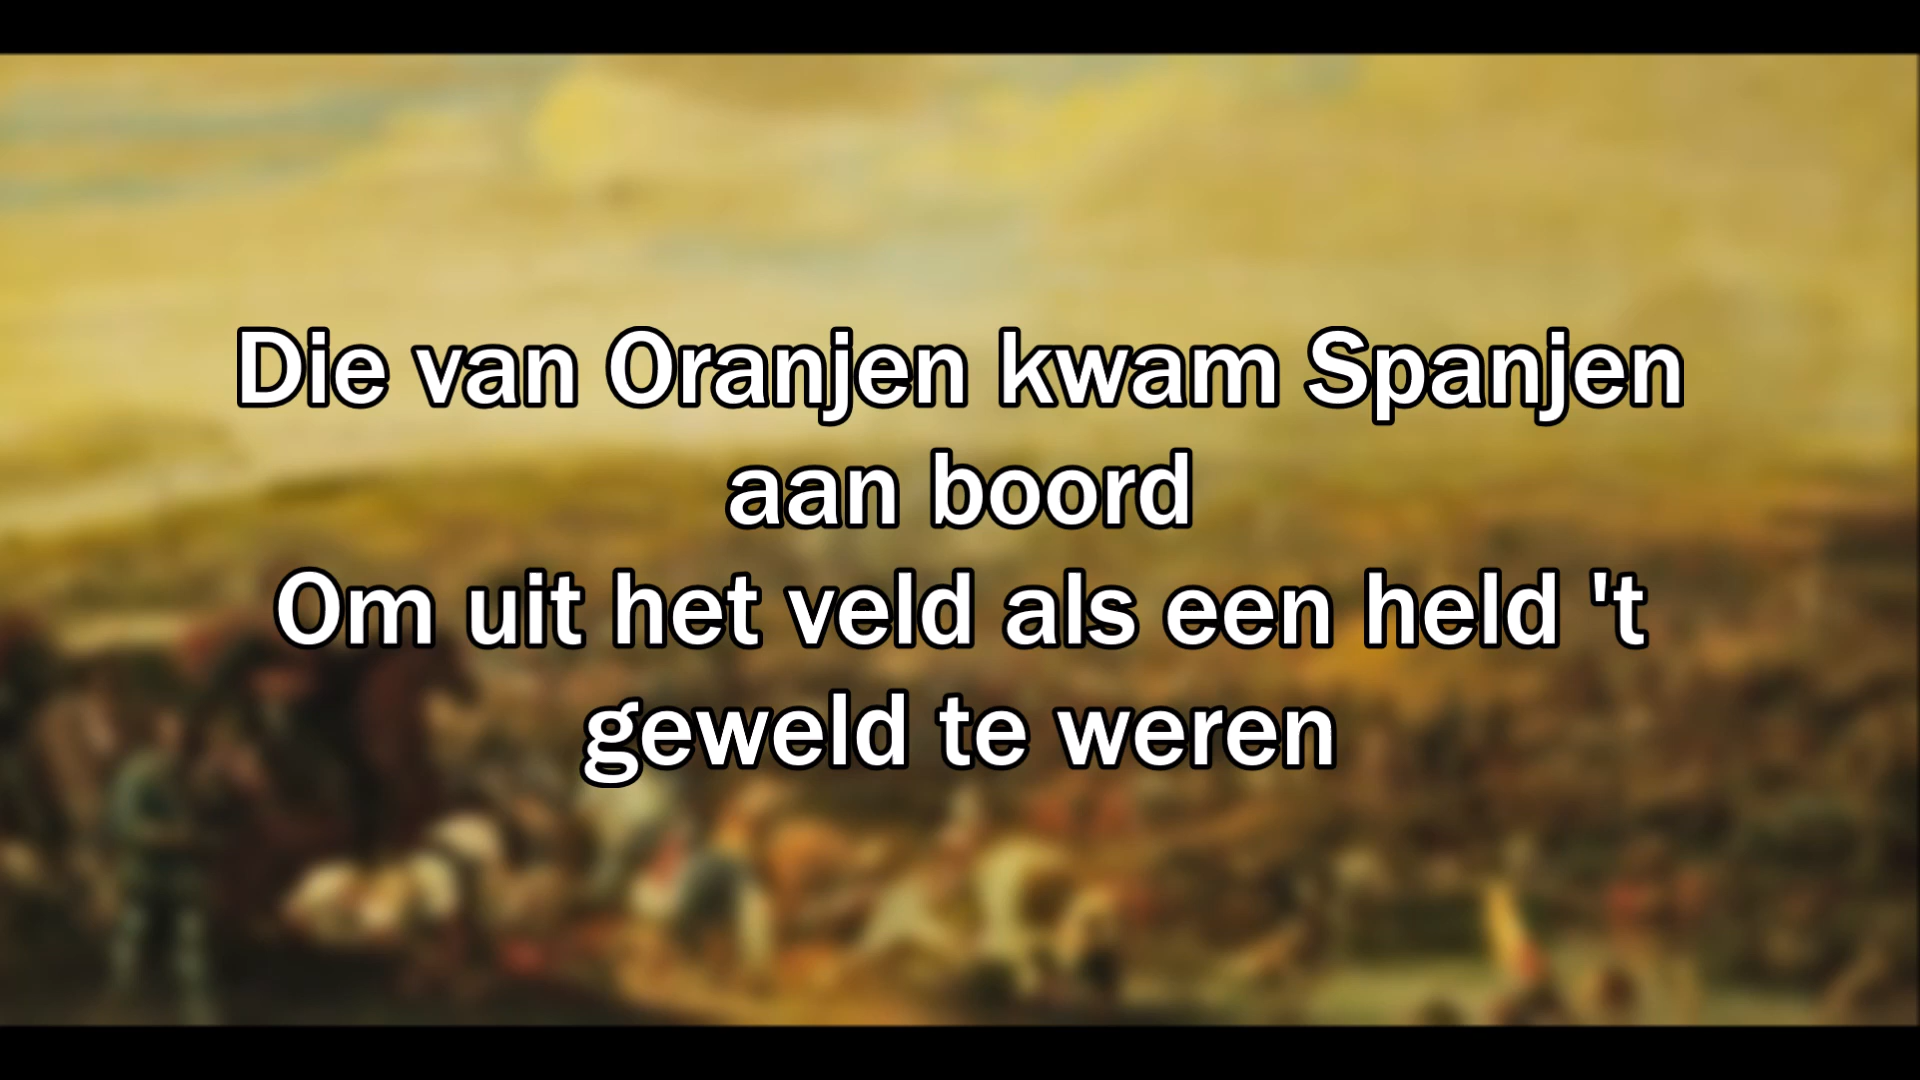 Die van Oranjen kwam Spanjen
aan boord
Om uit het veld als een held 't
geweld te weren